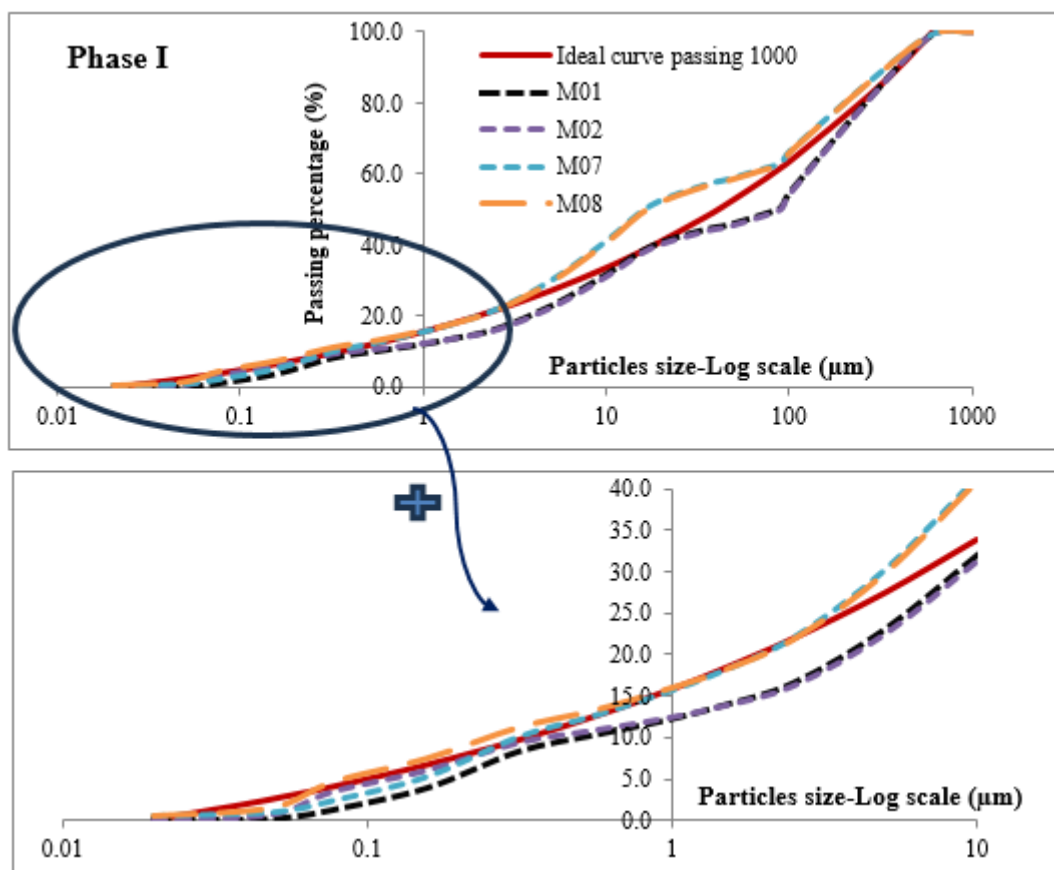 Phase I
Passing percentage (%)
100.0
80.0
60.0
40.0
20.0
0.0
Ideal curve passing 1000
M01
M02
M07
M08
Particles size-Log scale (µm)
0.01
0.1
1
10
100
1000
40.0
35.0
30.0
25.0
20.0
15.0
10.0
5.0
0.0
Particles size-Log scale (µm)
0.01
0.1
1
10